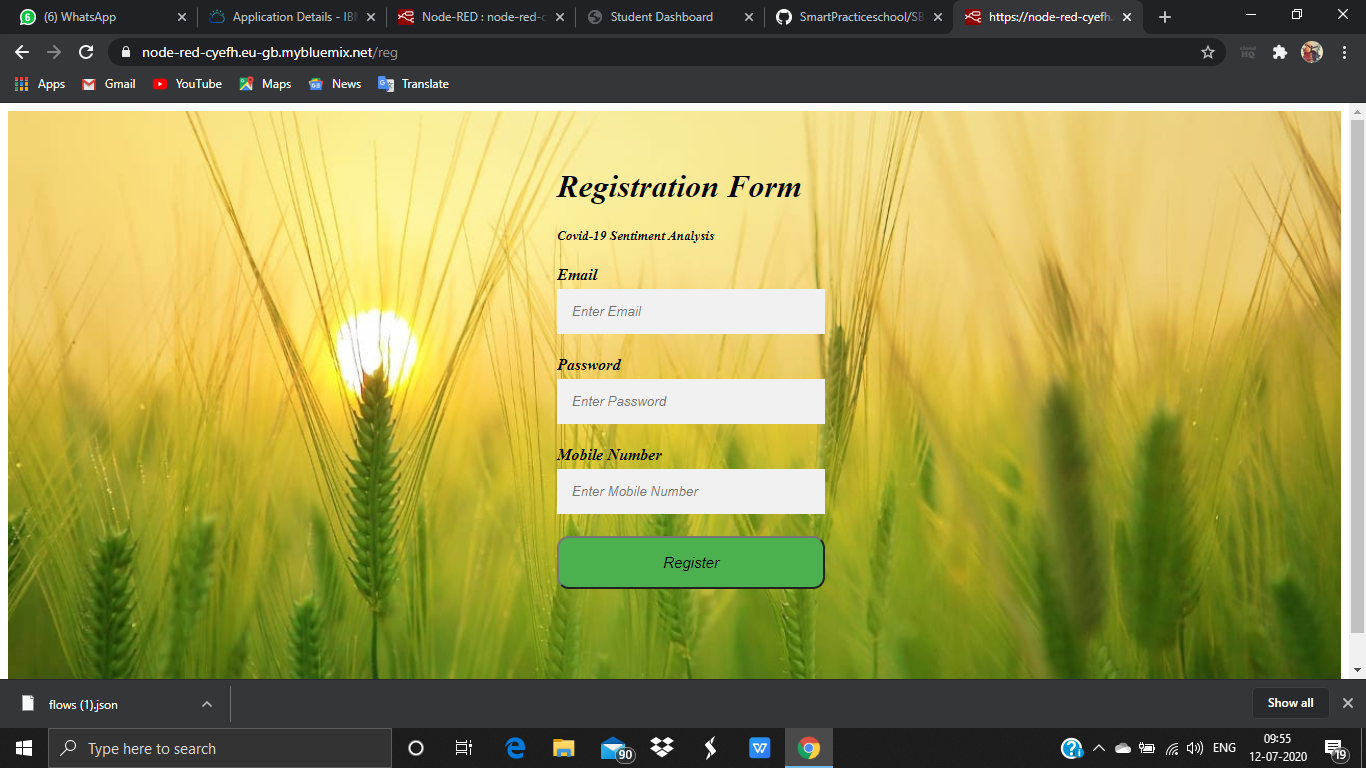 (6) WhatsApp
Application Details - IBM
Node-RED : node-red-c
Student Dashboard
SmartPracticeschool/SB
https://node-red-cyefh.
node-red-cyefh.eu-gb.mybluemix.net/reg
Apps
Gmail
YouTube
Maps
News
Translate
Registration Form
Covid-19 Sentiment Analysis
Email
Enter Email
Password
Enter Password
Mobile Number
Enter Mobile Number
Register
flows (1).json
Show all
Type here to search
90
ENG
09:55
12-07-2020
19